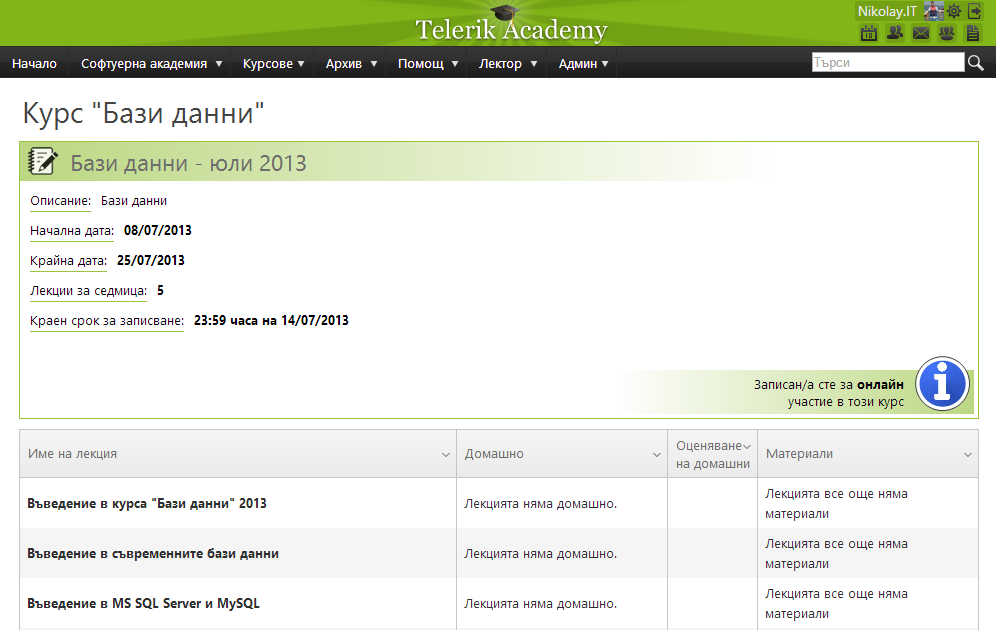 Telerik Academy
Nikolay.IT
Начало Софтуерна академия Курсове Архив Помощ Лектор Админ
Търси
Курс "Бази данни"
Бази данни - юли 2013
Описание: Бази данни
Начална дата: 08/07/2013
Крайна дата: 25/07/2013
Лекции за седмица: 5
Краен срок за записване: 23:59 часа на 14/07/2013
Записан/а сте за онлайн
участие в този курс
Име на лекция
Домашно
Оценяване
на домашни
Материали
Въведение в курса "Бази данни" 2013
Лекцията няма домашно.
Лекцията все още няма
материали
Въведение в съвременните бази данни
Лекцията няма домашно.
Лекцията все още няма
материали
Въведение в MS SQL Server и MySQL
Лекцията няма домашно.
Лекцията все още няма
материали